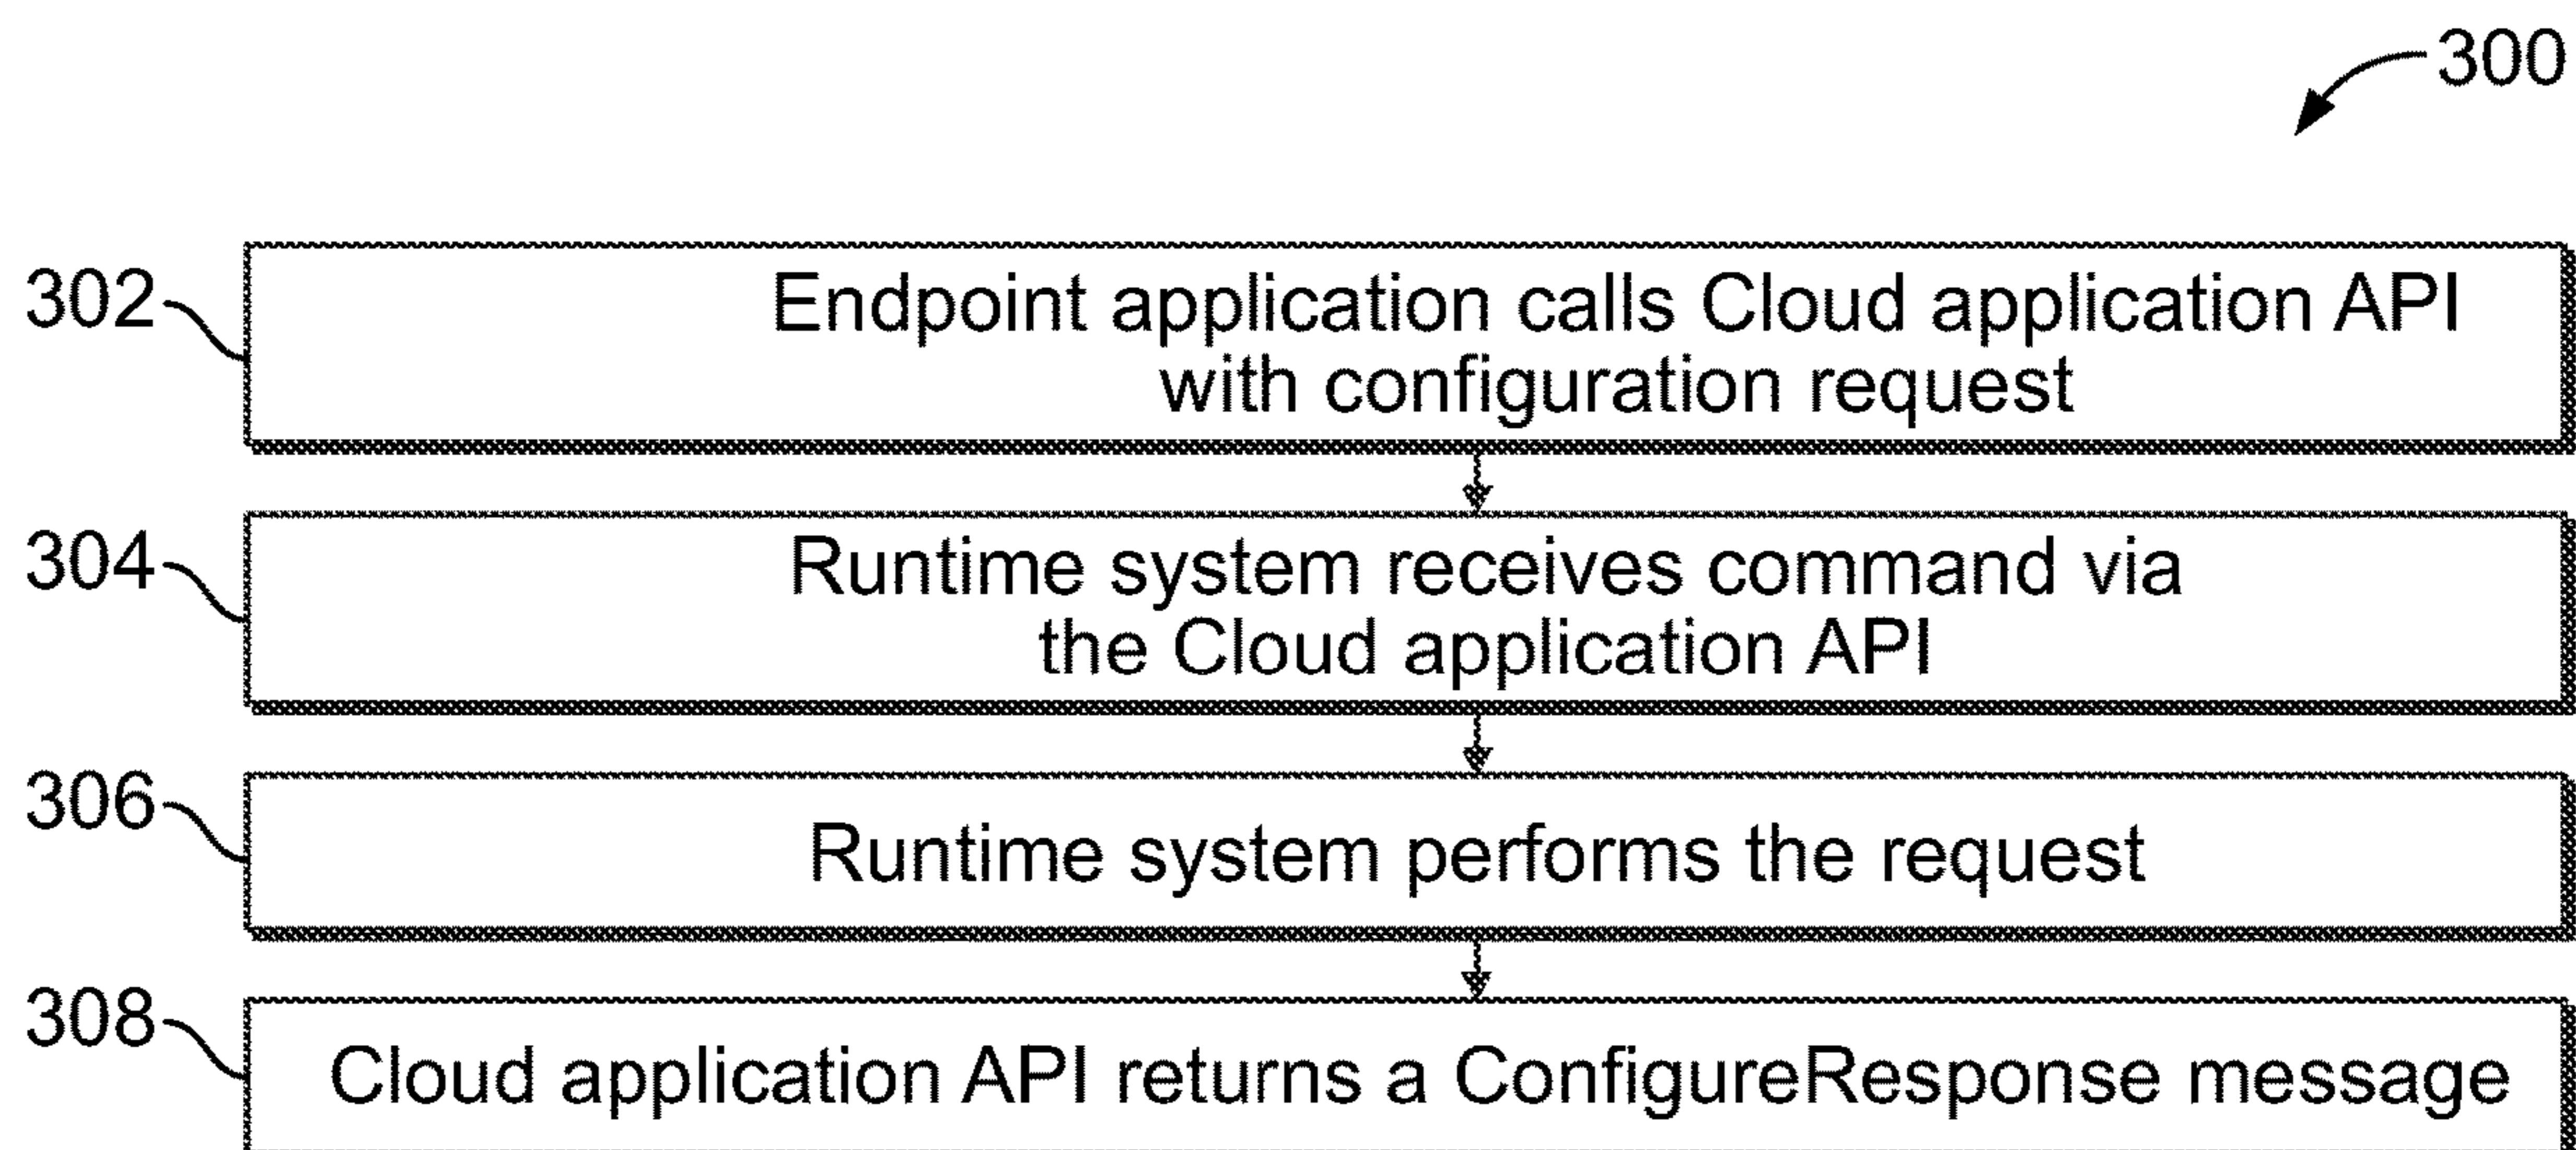 300
302
Endpoint application calls Cloud application API
with configuration request
304
Runtime system receives command via
the Cloud application API
306
Runtime system performs the request
308
Cloud application API returns a ConfigureResponse message